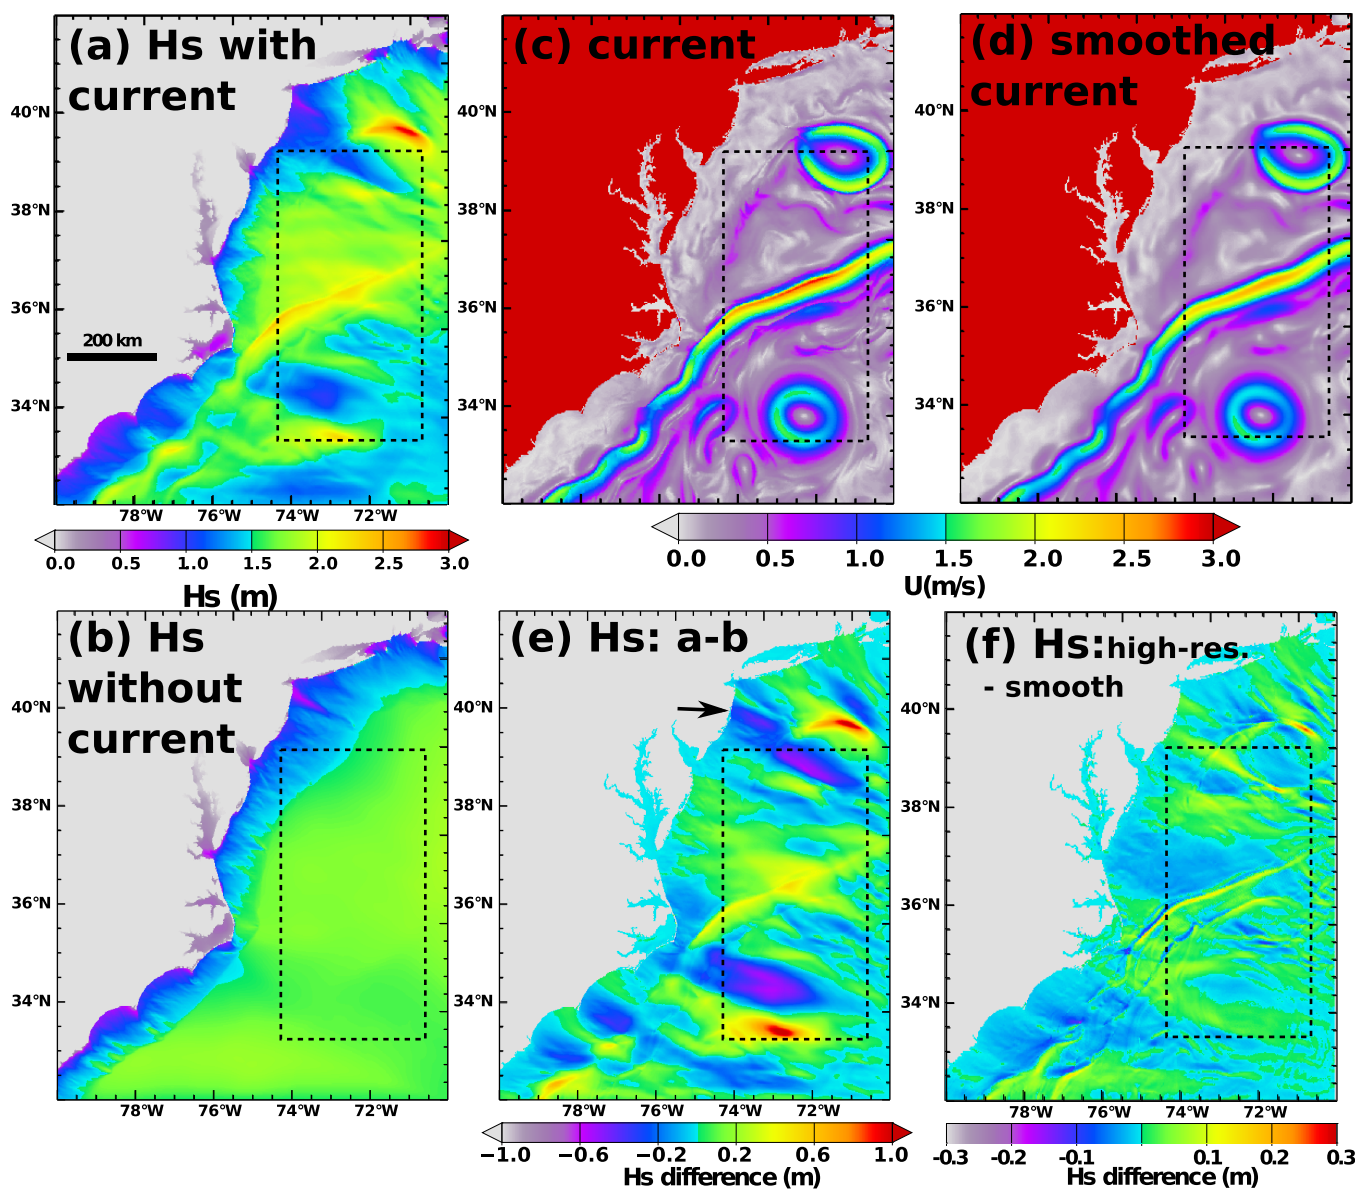 (a) Hs with
current
40°N
38°N
36°N
34°N
200 km
78°W 76°W 74°W 72°W
0.0 0.5 1.0 1.5 2.0 2.5 3.0
Hs (m)
(c) current
40°N
38°N
36°N
34°N
(d) smoothed
current
40°N
38°N
36°N
34°N
0.0 0.5 1.0 1.5 2.0 2.5 3.0
U(m/s)
(b) Hs
without
current
40°N
38°N
36°N
34°N
78°W 76°W 74°W 72°W
(e) Hs: a-b
40°N
38°N
36°N
34°N
78°W 76°W 74°W 72°W
−1.0 −0.6 −0.2 0.2 0.6 1.0
Hs difference (m)
(f) Hs:high-res.
- smooth
40°N
38°N
36°N
34°N
78°W 76°W 74°W 72°W
-0.3 -0.2 -0.1 0.1 0.2 0.3
Hs difference (m)